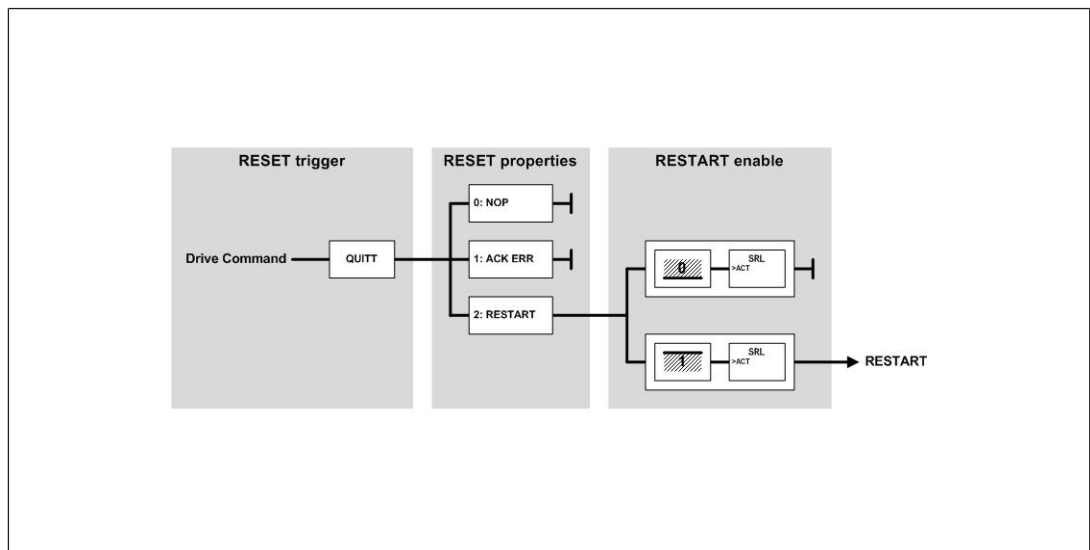 RESET trigger
RESET properties
RESTART enable
0: NOP
Drive Command
QUITT
1: ACK ERR
0
SRL
>ACT
2: RESTART
1
SRL
>ACT
RESTART